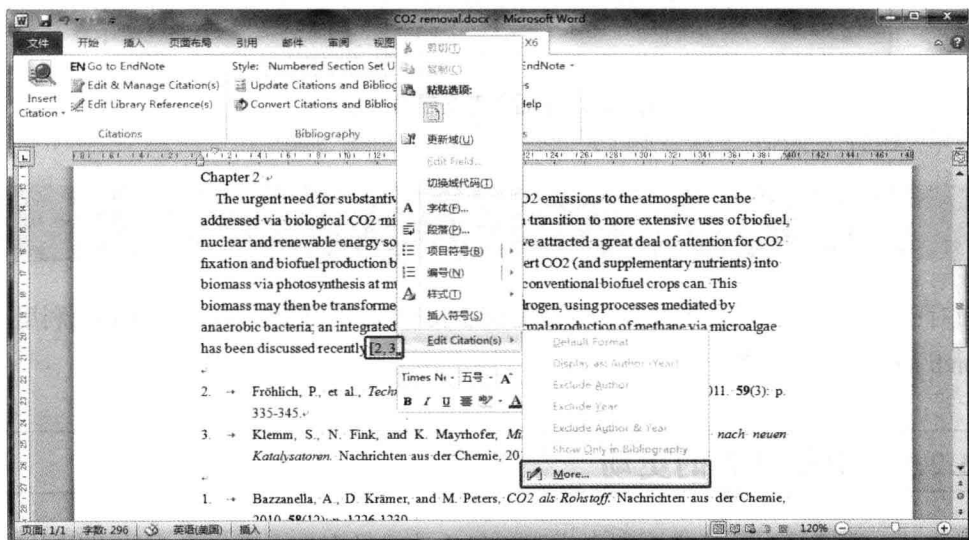 CO2 removal.docx - Microsoft Word
文件 开始 插入 页面布局 引用 邮件 审阅 视图 X6
EN Go to EndNote
Edit & Manage Citation(s)
Edit Library Reference(s)
Insert Citation
Citations
Style: Numbered Section Set U
Update Citations and Bibliog
Convert Citations and Bibliog
Bibliography
EndNote
elp
剪切(T)
复制(C)
粘贴选项:
更新域(U)
Edit Field...
切换域代码(T)
字体(F)...
段落(P)...
项目符号(B)
编号(N)
样式(T)
插入符号(S)
Edit Citation(s)
Times Ne 五号 A
B I U A
Default Format
Display as: Author (Year)
Exclude Author
Exclude Year
Exclude Author & Year
Show Only in Bibliography
More...
Chapter 2
The urgent need for substantiv O2 emissions to the atmosphere can be
addressed via biological CO2 mi transition to more extensive uses of biofuel,
nuclear and renewable energy so ve attracted a great deal of attention for CO2
fixation and biofuel production b ert CO2 (and supplementary nutrients) into
biomass via photosynthesis at mu conventional biofuel crops can. This
biomass may then be transforme rogen, using processes mediated by
anaerobic bacteria; an integrated mal production of methane via microalgae
has been discussed recently [2, 3
2. Fröhlich, P., et al., Techn 011. 59(3): p.
335-345.
3. Klemm, S., N. Fink, and K. Mayrhofer, Mi nach neuen
Katalysatoren. Nachrichten aus der Chemie, 20
1. Bazzanella, A., D. Krämer, and M. Peters, CO2 als Rohstoff. Nachrichten aus der Chemie,
2010. 58(12): p. 1226-1230.
页面: 1/1 字数: 296 英语(美国) 插入 120%